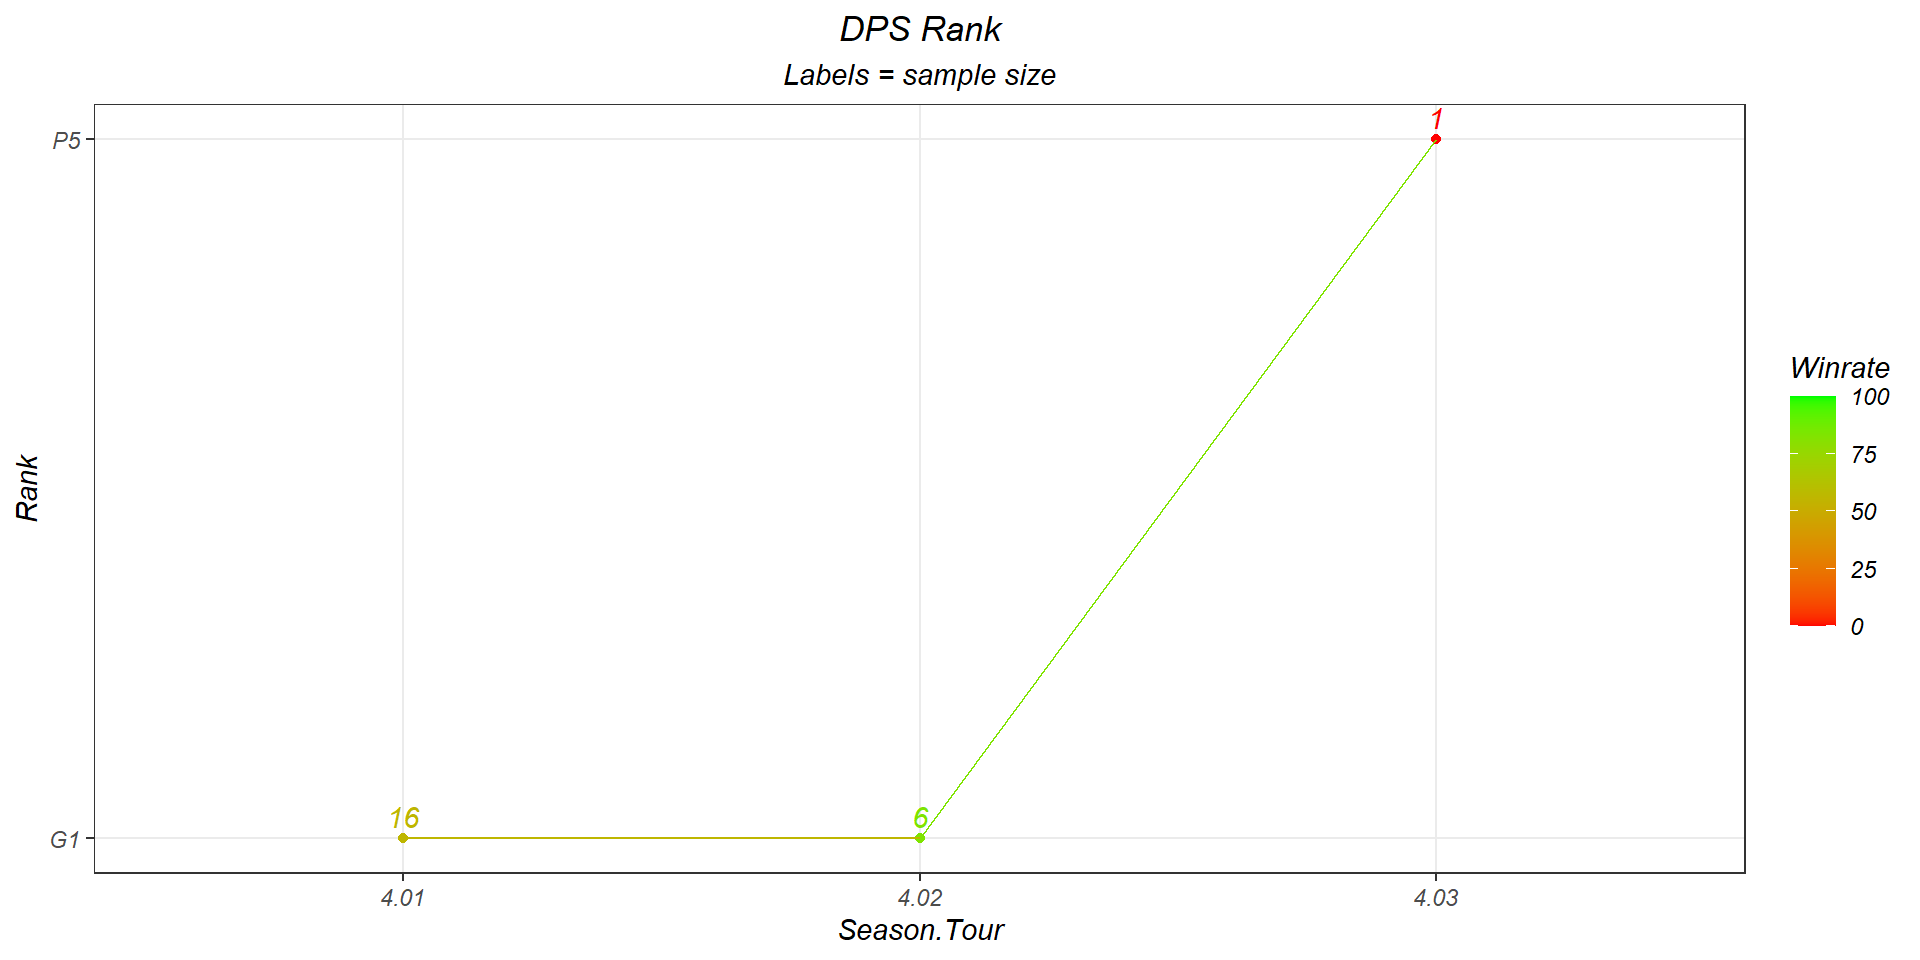 DPS Rank
Labels = sample size
P5
1
Winrate
100
75
50
25
0
Rank
16
6
G1
4.01
4.02
4.03
Season.Tour